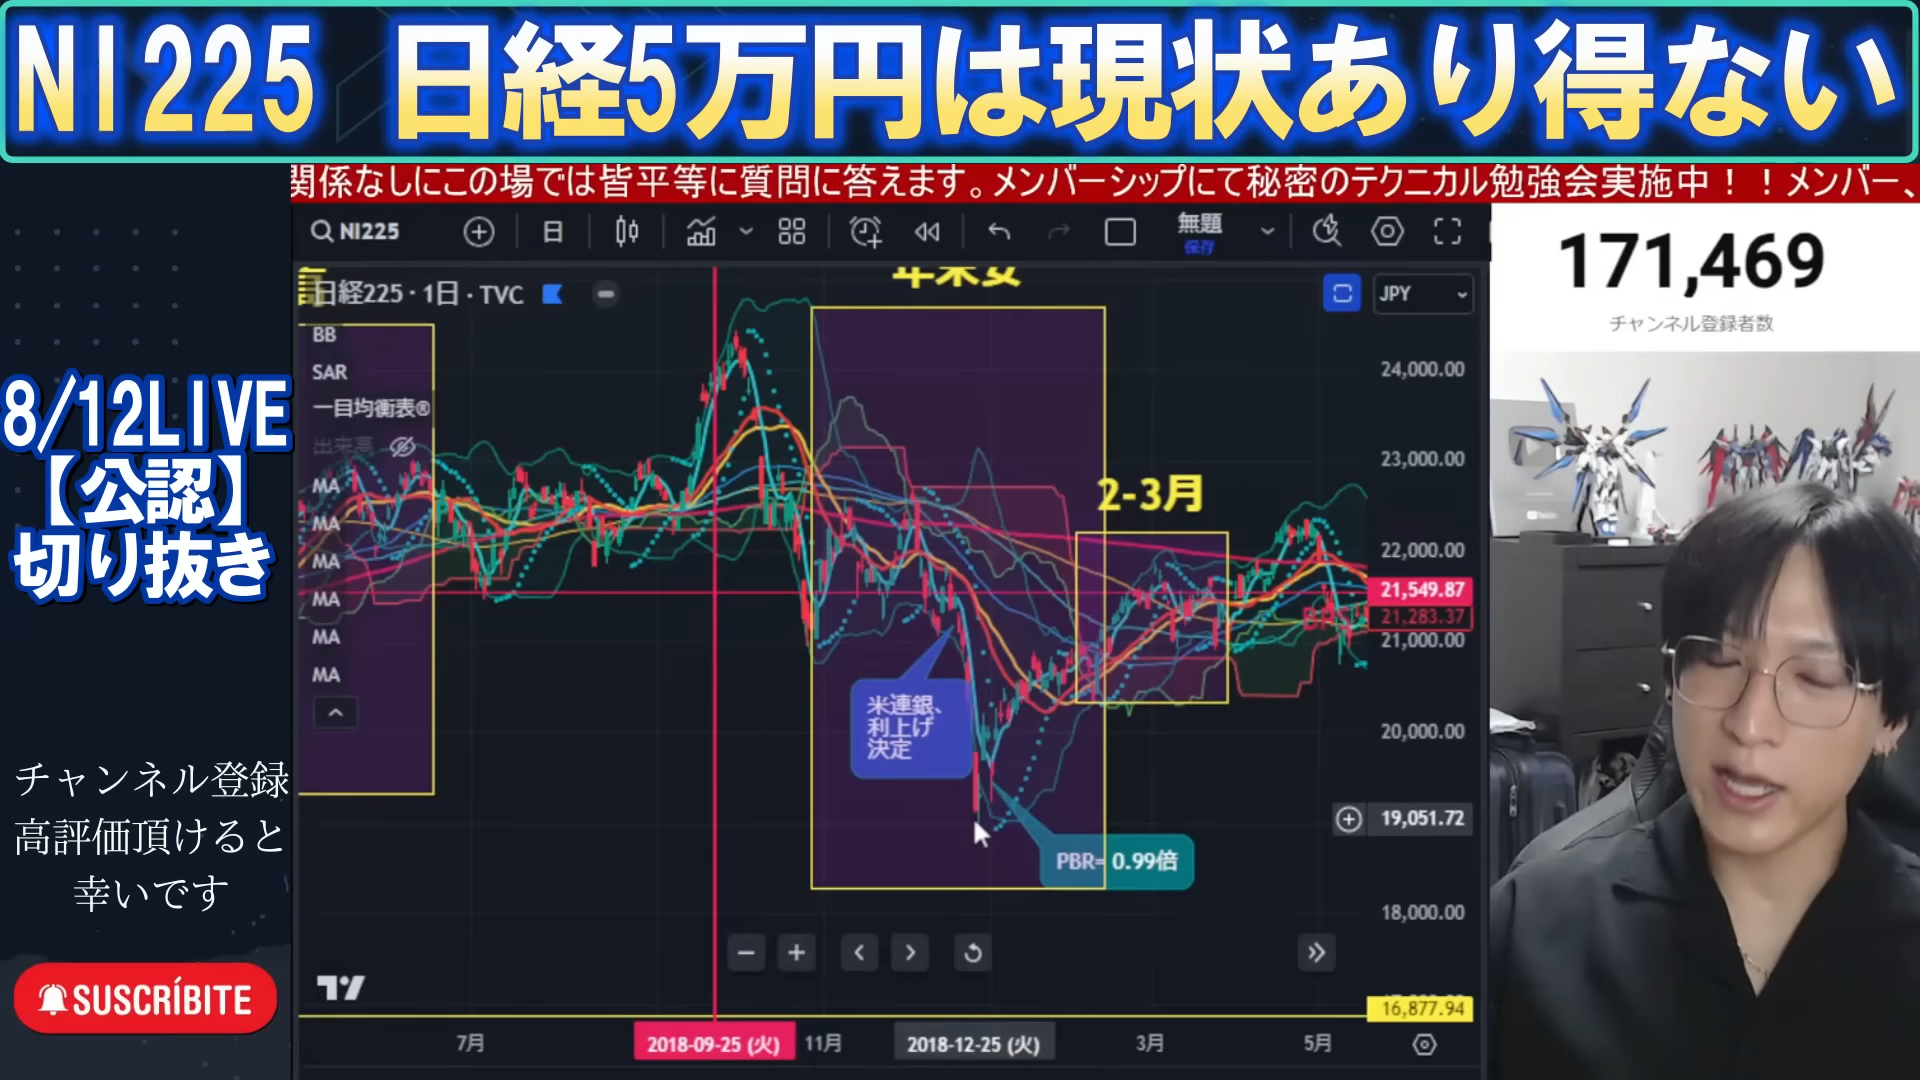 NI225 日経5万円は現状あり得ない
関係なしにこの場では皆平等に質問に答えます。メンバーシップにて秘密のテクニカル勉強会実施中！！メンバー、
NI225
日
無題
保存
171,469
チャンネル登録者数
日経225・1日・TVC
JPY
BB
SAR
一目均衡表®
出来高
MA
MA
MA
MA
MA
MA
2-3月
米連銀、
利上げ
決定
PBR= 0.99倍
24,000.00
23,000.00
22,000.00
21,549.87
21,283.37
21,000.00
20,000.00
19,051.72
18,000.00
16,877.94
7月
2018-09-25 (火)
11月
2018-12-25 (火)
3月
5月
8/12LIVE
【公認】
切り抜き
チャンネル登録
高評価頂けると
幸いです
SUSCRÍBITE